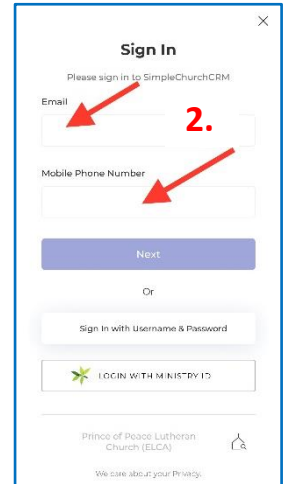 Sign In
Please sign in to SimpleChurchCRM
Email
2.
Mobile Phone Number
Next
Or
Sign In with Username & Password
LOGIN WITH MINISTRY ID
Prince of Peace Lutheran
Church (ELCA)
We care about your Privacy.